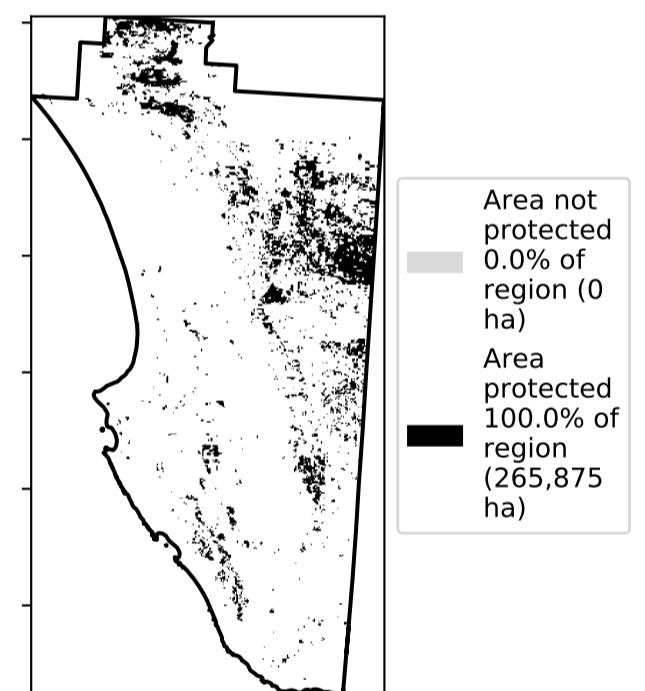 Area not
protected
0.0% of
region (0
ha)
Area
protected
100.0% of
region
(265,875
ha)